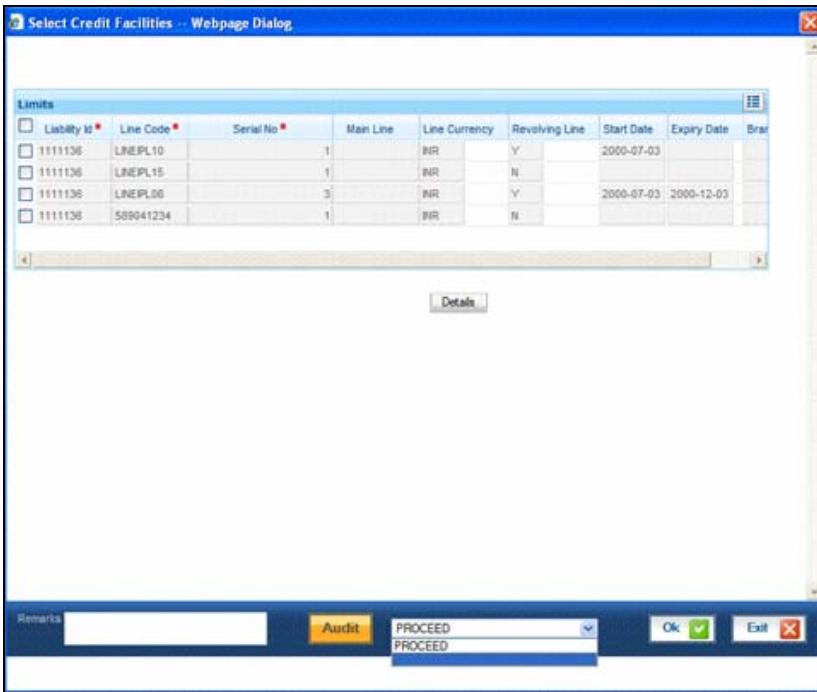 Select Credit Facilities -- Webpage Dialog
Limits
Liability Id * Line Code * Serial No * Main Line Line Currency Revolving Line Start Date Expiry Date Bran
1111136 LINEIPL10 1 INR Y 2000-07-03
1111136 LINEIPL15 1 INR N
1111136 LINEIPL06 3 INR Y 2000-07-03 2000-12-03
1111136 589041234 1 INR N
Details
Remarks Audit PROCEED Ok Exit
PROCEED